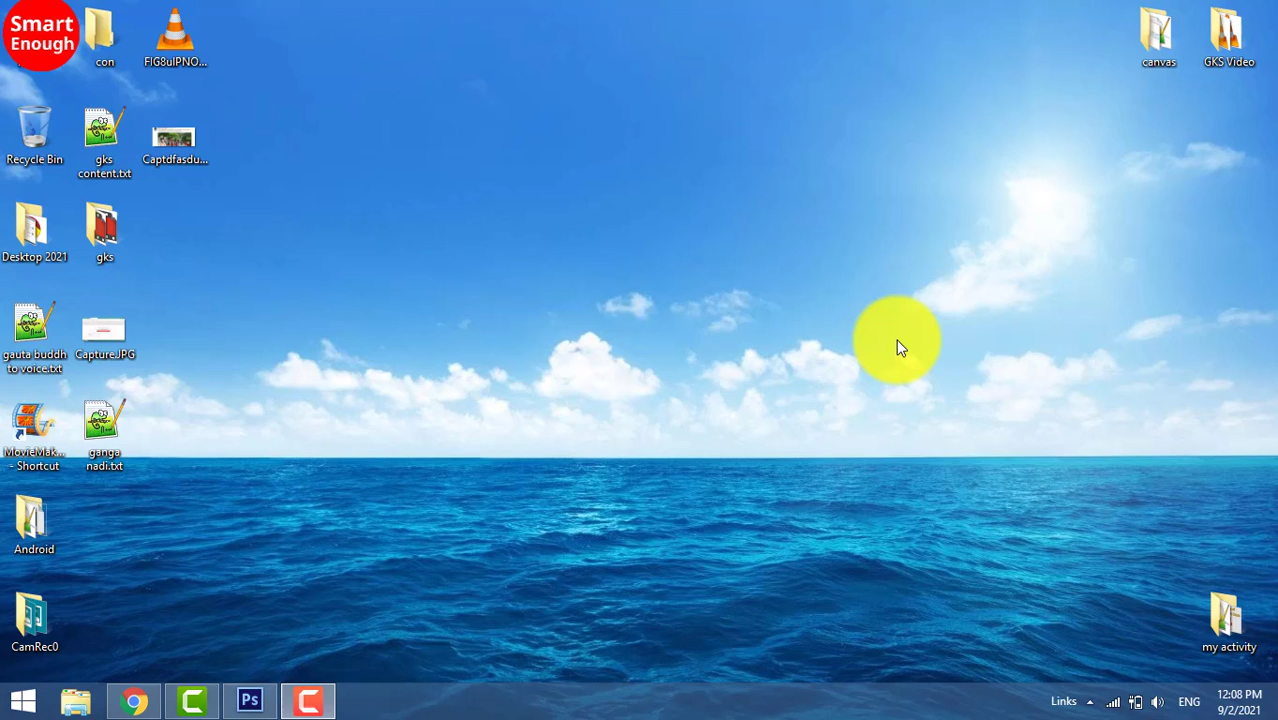 Smart
Enough
con
FIG8uIPNO...
canvas
GKS Video
Recycle Bin
gks
content.txt
Captdfasdu...
Desktop 2021
gks
gauta buddh
to voice.txt
Capture.JPG
MovieMak...
- Shortcut
ganga
nadi.txt
Android
CamRec0
my activity
Ps
Links
ENG
12:08 PM
9/2/2021